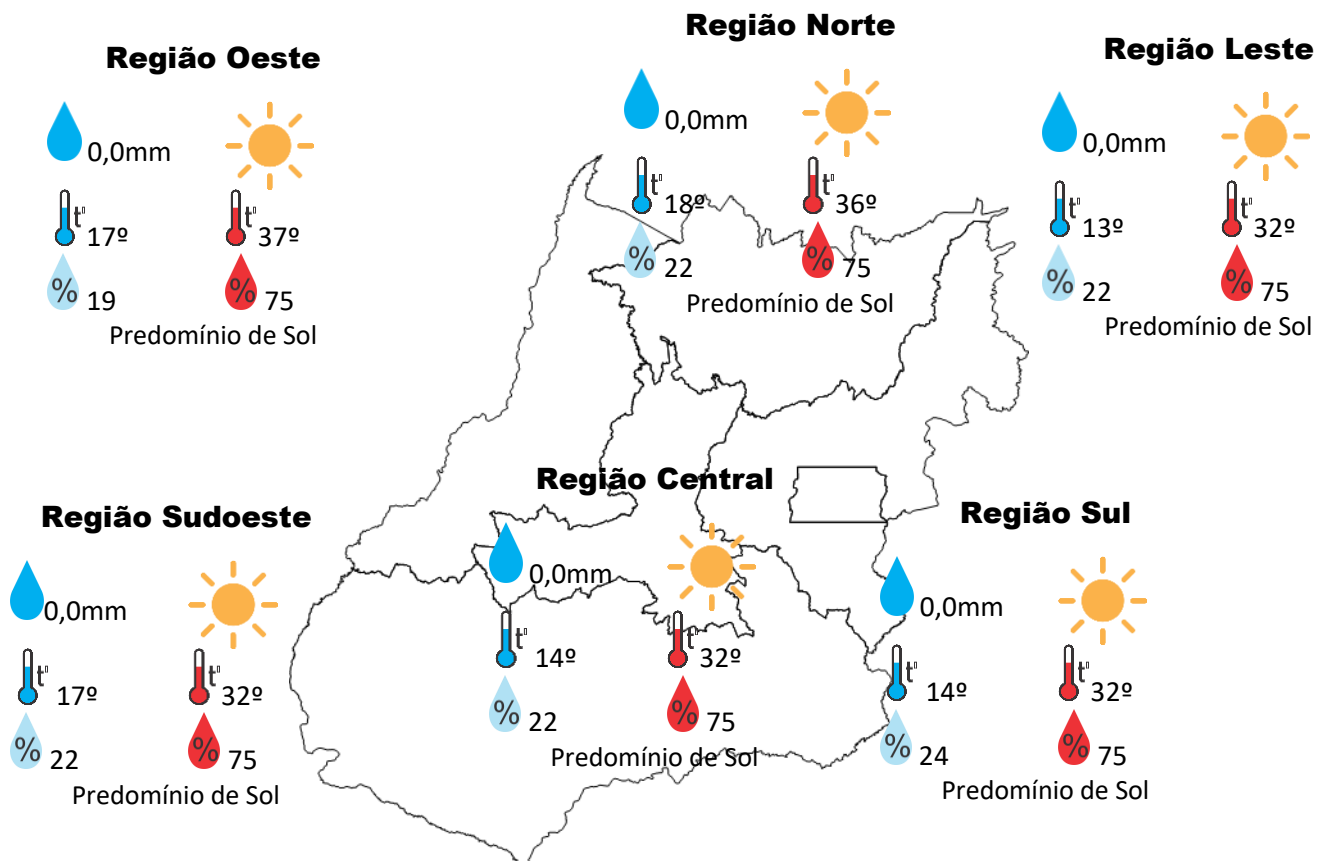 Região Norte
0,0mm
t° t°
18º 36º
% %
22 75
Predomínio de Sol
Região Oeste
0,0mm
t° t°
17º 37º
% %
19 75
Predomínio de Sol
Região Leste
0,0mm
t° t°
13º 32º
% %
22 75
Predomínio de Sol
Região Sudoeste
0,0mm
t° t°
17º 32º
% %
22 75
Predomínio de Sol
Região Central
0,0mm
t° t°
14º 32º
% %
22 75
Predomínio de Sol
Região Sul
0,0mm
t° t°
14º 32º
% %
24 75
Predomínio de Sol